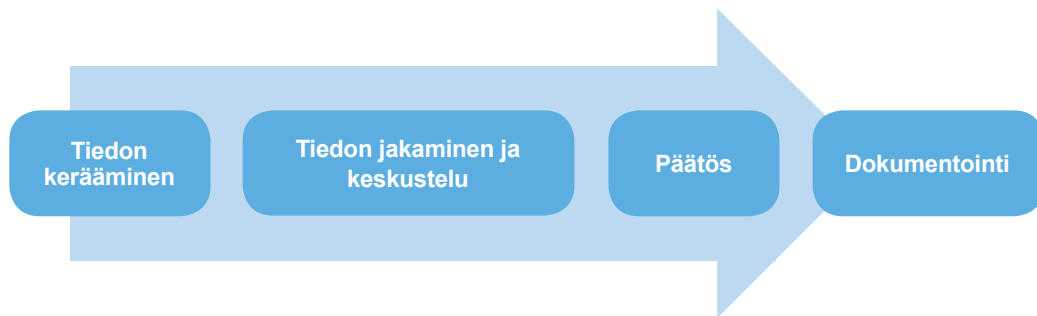 Tiedon
kerääminen
Tiedon jakaminen ja
keskustelu
Päätös
Dokumentointi